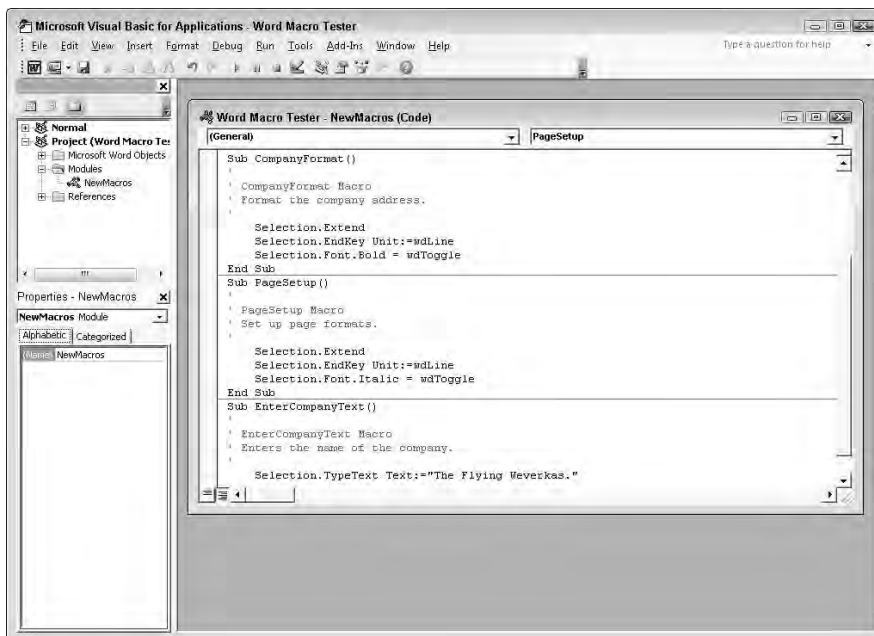 Microsoft Visual Basic for Applications - Word Macro Tester
File Edit View Insert Format Debug Run Tools Add-Ins Window Help
Type a question for help
Normal
Project (Word Macro Te:
Microsoft Word Objects
Modules
NewMacros
References
Properties - NewMacros
NewMacros Module
Alphabetic Categorized
(Name) NewMacros
Word Macro Tester - NewMacros (Code)
(General) PageSetup
Sub CompanyFormat()
'
' CompanyFormat Macro
' Format the company address.
'
Selection.Extend
Selection.EndKey Unit:=wdLine
Selection.Font.Bold = wdToggle
End Sub
Sub PageSetup()
'
' PageSetup Macro
' Set up page formats.
'
Selection.Extend
Selection.EndKey Unit:=wdLine
Selection.Font.Italic = wdToggle
End Sub
Sub EnterCompanyText()
'
' EnterCompanyText Macro
' Enters the name of the company.
'
Selection.TypeText Text:="The Flying Weverkas."